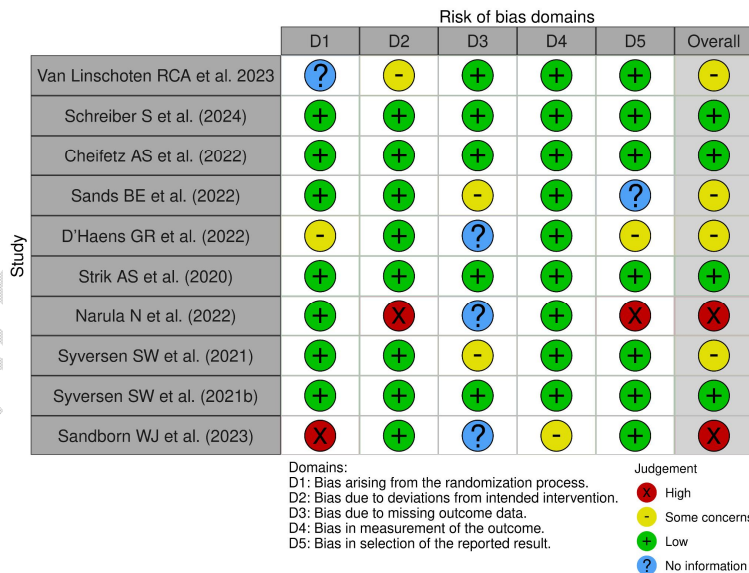 Risk of bias domains
D1 D2 D3 D4 D5 Overall
Study
Van Linschoten RCA et al. 2023 ? - + + + -
Schreiber S et al. (2024) + + + + + +
Cheifetz AS et al. (2022) + + + + + +
Sands BE et al. (2022) + + - + ? -
D'Haens GR et al. (2022) - + ? + - -
Strik AS et al. (2020) + + + + + +
Narula N et al. (2022) + X ? + X X
Syversen SW et al. (2021) + + - + + -
Syversen SW et al. (2021b) + + + + + +
Sandborn WJ et al. (2023) X + ? - + X
Domains:
D1: Bias arising from the randomization process.
D2: Bias due to deviations from intended intervention.
D3: Bias due to missing outcome data.
D4: Bias in measurement of the outcome.
D5: Bias in selection of the reported result.
Judgement
X High
- Some concerns
+ Low
? No information